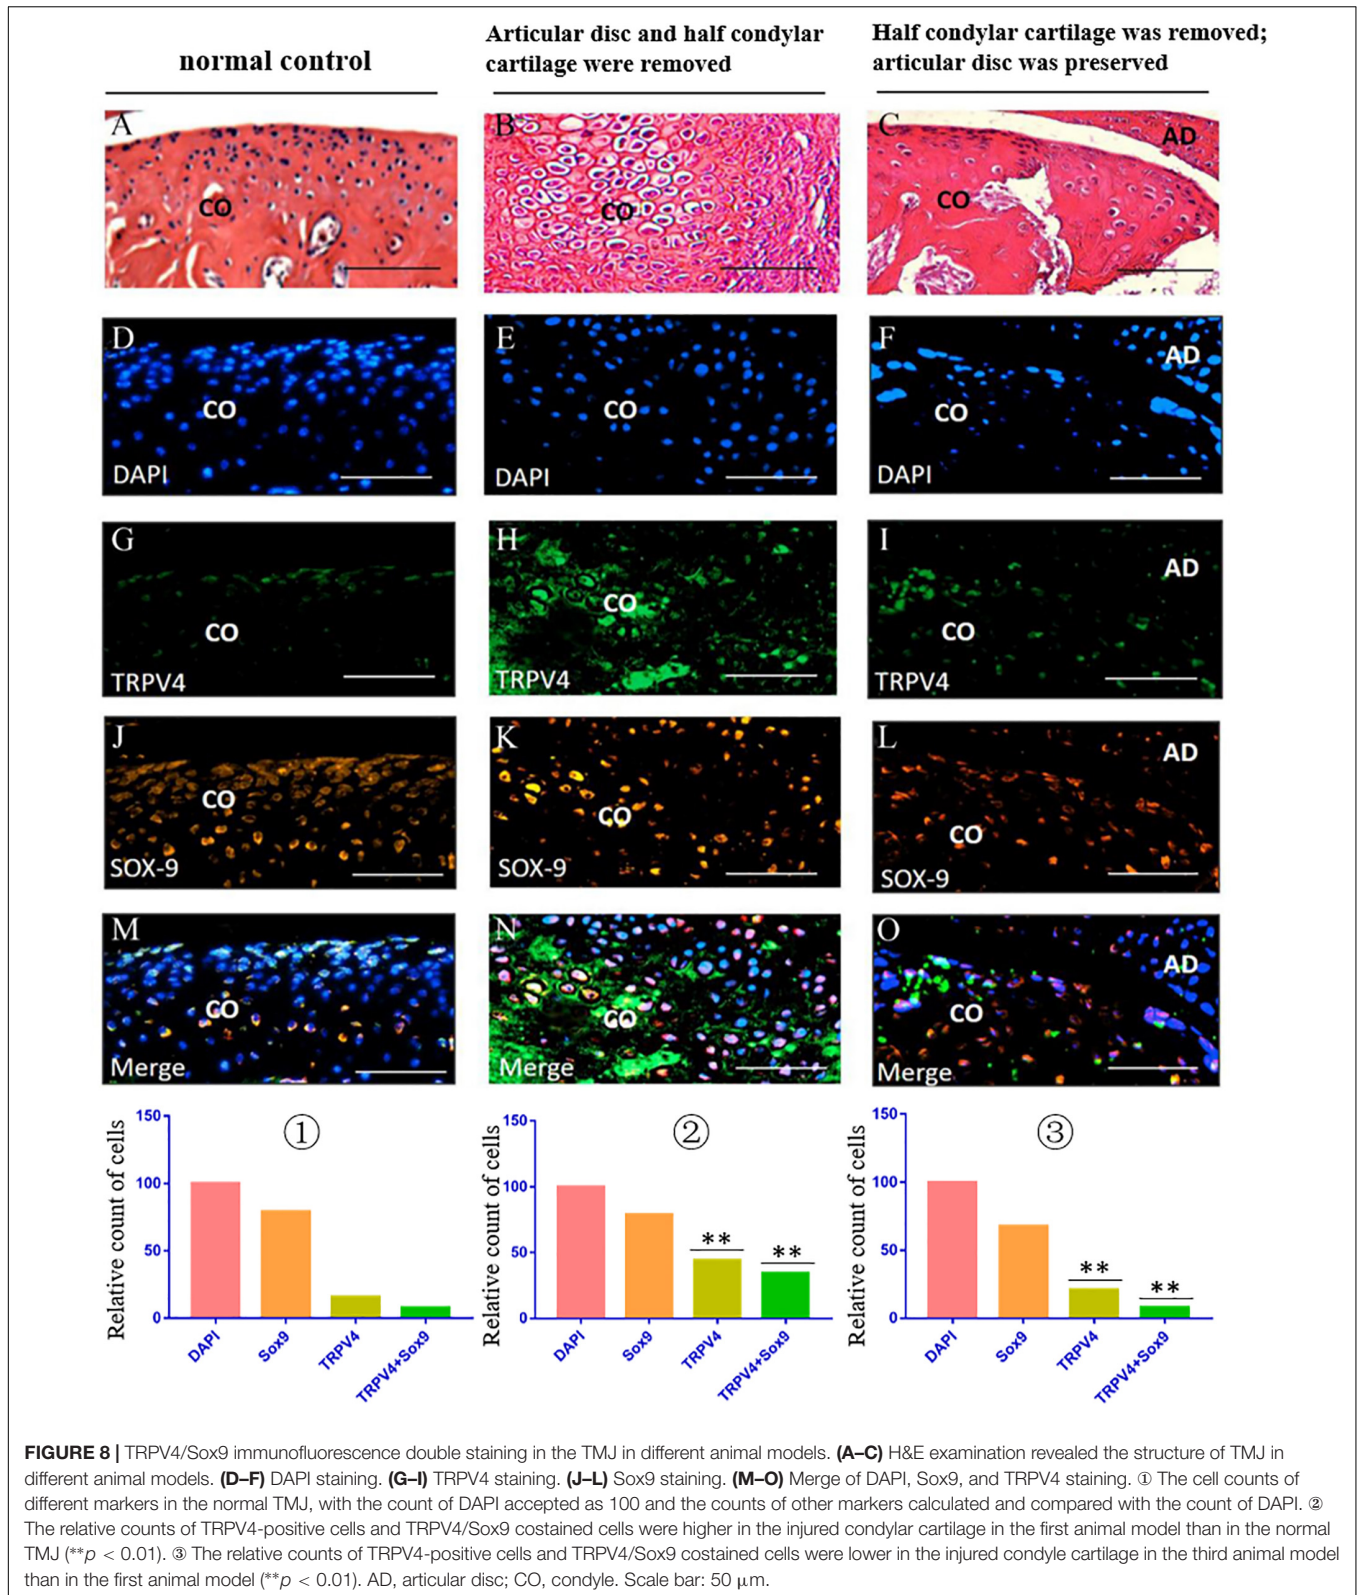 normal control
Articular disc and half condylar
cartilage were removed
Half condylar cartilage was removed;
articular disc was preserved
A
CO
B
CO
C
AD
CO
D
CO
DAPI
E
CO
DAPI
F
AD
CO
DAPI
G
CO
TRPV4
H
CO
TRPV4
I
AD
CO
TRPV4
J
CO
SOX-9
K
CO
SOX-9
L
AD
CO
SOX-9
M
CO
Merge
N
CO
Merge
O
AD
CO
Merge
①
Relative count of cells
150
100
50
0
DAPI
Sox9
TRPV4
TRPV4+Sox9
②
Relative count of cells
150
100
50
0
**
**
DAPI
Sox9
TRPV4
TRPV4+Sox9
③
Relative count of cells
150
100
50
0
**
**
DAPI
Sox9
TRPV4
TRPV4+Sox9
FIGURE 8 | TRPV4/Sox9 immunofluorescence double staining in the TMJ in different animal models. (A–C) H&E examination revealed the structure of TMJ in
different animal models. (D–F) DAPI staining. (G–I) TRPV4 staining. (J–L) Sox9 staining. (M–O) Merge of DAPI, Sox9, and TRPV4 staining. ① The cell counts of
different markers in the normal TMJ, with the count of DAPI accepted as 100 and the counts of other markers calculated and compared with the count of DAPI. ②
The relative counts of TRPV4-positive cells and TRPV4/Sox9 costained cells were higher in the injured condylar cartilage in the first animal model than in the normal
TMJ (**p < 0.01). ③ The relative counts of TRPV4-positive cells and TRPV4/Sox9 costained cells were lower in the injured condyle cartilage in the third animal model
than in the first animal model (**p < 0.01). AD, articular disc; CO, condyle. Scale bar: 50 μm.